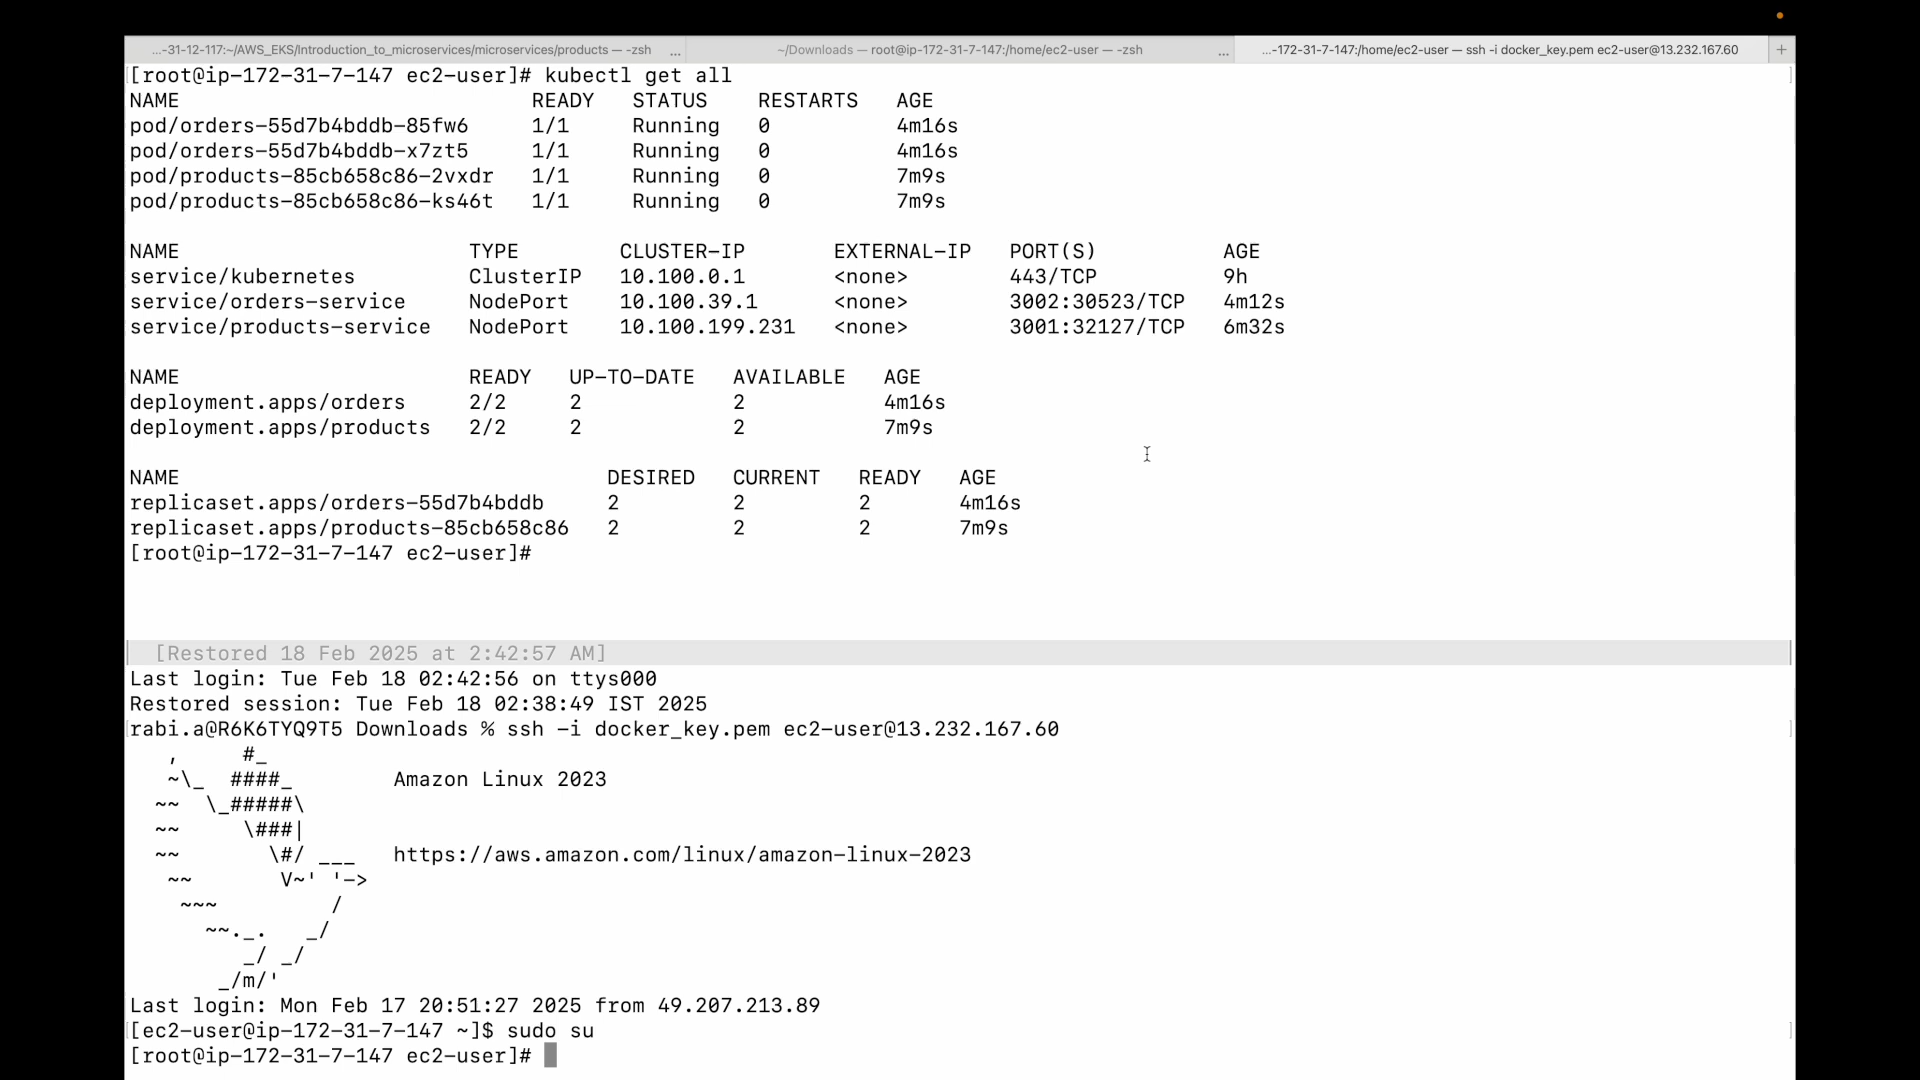 ...-31-12-117:~/AWS_EKS/Introduction_to_microservices/microservices/products — -zsh ... ~/Downloads — root@ip-172-31-7-147:/home/ec2-user — -zsh ... ...-172-31-7-147:/home/ec2-user — ssh -i docker_key.pem ec2-user@13.232.167.60 +
[root@ip-172-31-7-147 ec2-user]# kubectl get all
NAME READY STATUS RESTARTS AGE
pod/orders-55d7b4bddb-85fw6 1/1 Running 0 4m16s
pod/orders-55d7b4bddb-x7zt5 1/1 Running 0 4m16s
pod/products-85cb658c86-2vxdr 1/1 Running 0 7m9s
pod/products-85cb658c86-ks46t 1/1 Running 0 7m9s
NAME TYPE CLUSTER-IP EXTERNAL-IP PORT(S) AGE
service/kubernetes ClusterIP 10.100.0.1 <none> 443/TCP 9h
service/orders-service NodePort 10.100.39.1 <none> 3002:30523/TCP 4m12s
service/products-service NodePort 10.100.199.231 <none> 3001:32127/TCP 6m32s
NAME READY UP-TO-DATE AVAILABLE AGE
deployment.apps/orders 2/2 2 2 4m16s
deployment.apps/products 2/2 2 2 7m9s
NAME DESIRED CURRENT READY AGE
replicaset.apps/orders-55d7b4bddb 2 2 2 4m16s
replicaset.apps/products-85cb658c86 2 2 2 7m9s
[root@ip-172-31-7-147 ec2-user]#
[Restored 18 Feb 2025 at 2:42:57 AM]
Last login: Tue Feb 18 02:42:56 on ttys000
Restored session: Tue Feb 18 02:38:49 IST 2025
rabi.a@R6K6TYQ9T5 Downloads % ssh -i docker_key.pem ec2-user@13.232.167.60
   ,     #_
   ~\_  ####_        Amazon Linux 2023
  ~~  \_#####\
  ~~     \###|
  ~~       \#/ ___   https://aws.amazon.com/linux/amazon-linux-2023
   ~~       V~' '->
    ~~~         /
      ~~._.   _/
         _/ _/
       _/m/'
Last login: Mon Feb 17 20:51:27 2025 from 49.207.213.89
[ec2-user@ip-172-31-7-147 ~]$ sudo su
[root@ip-172-31-7-147 ec2-user]#